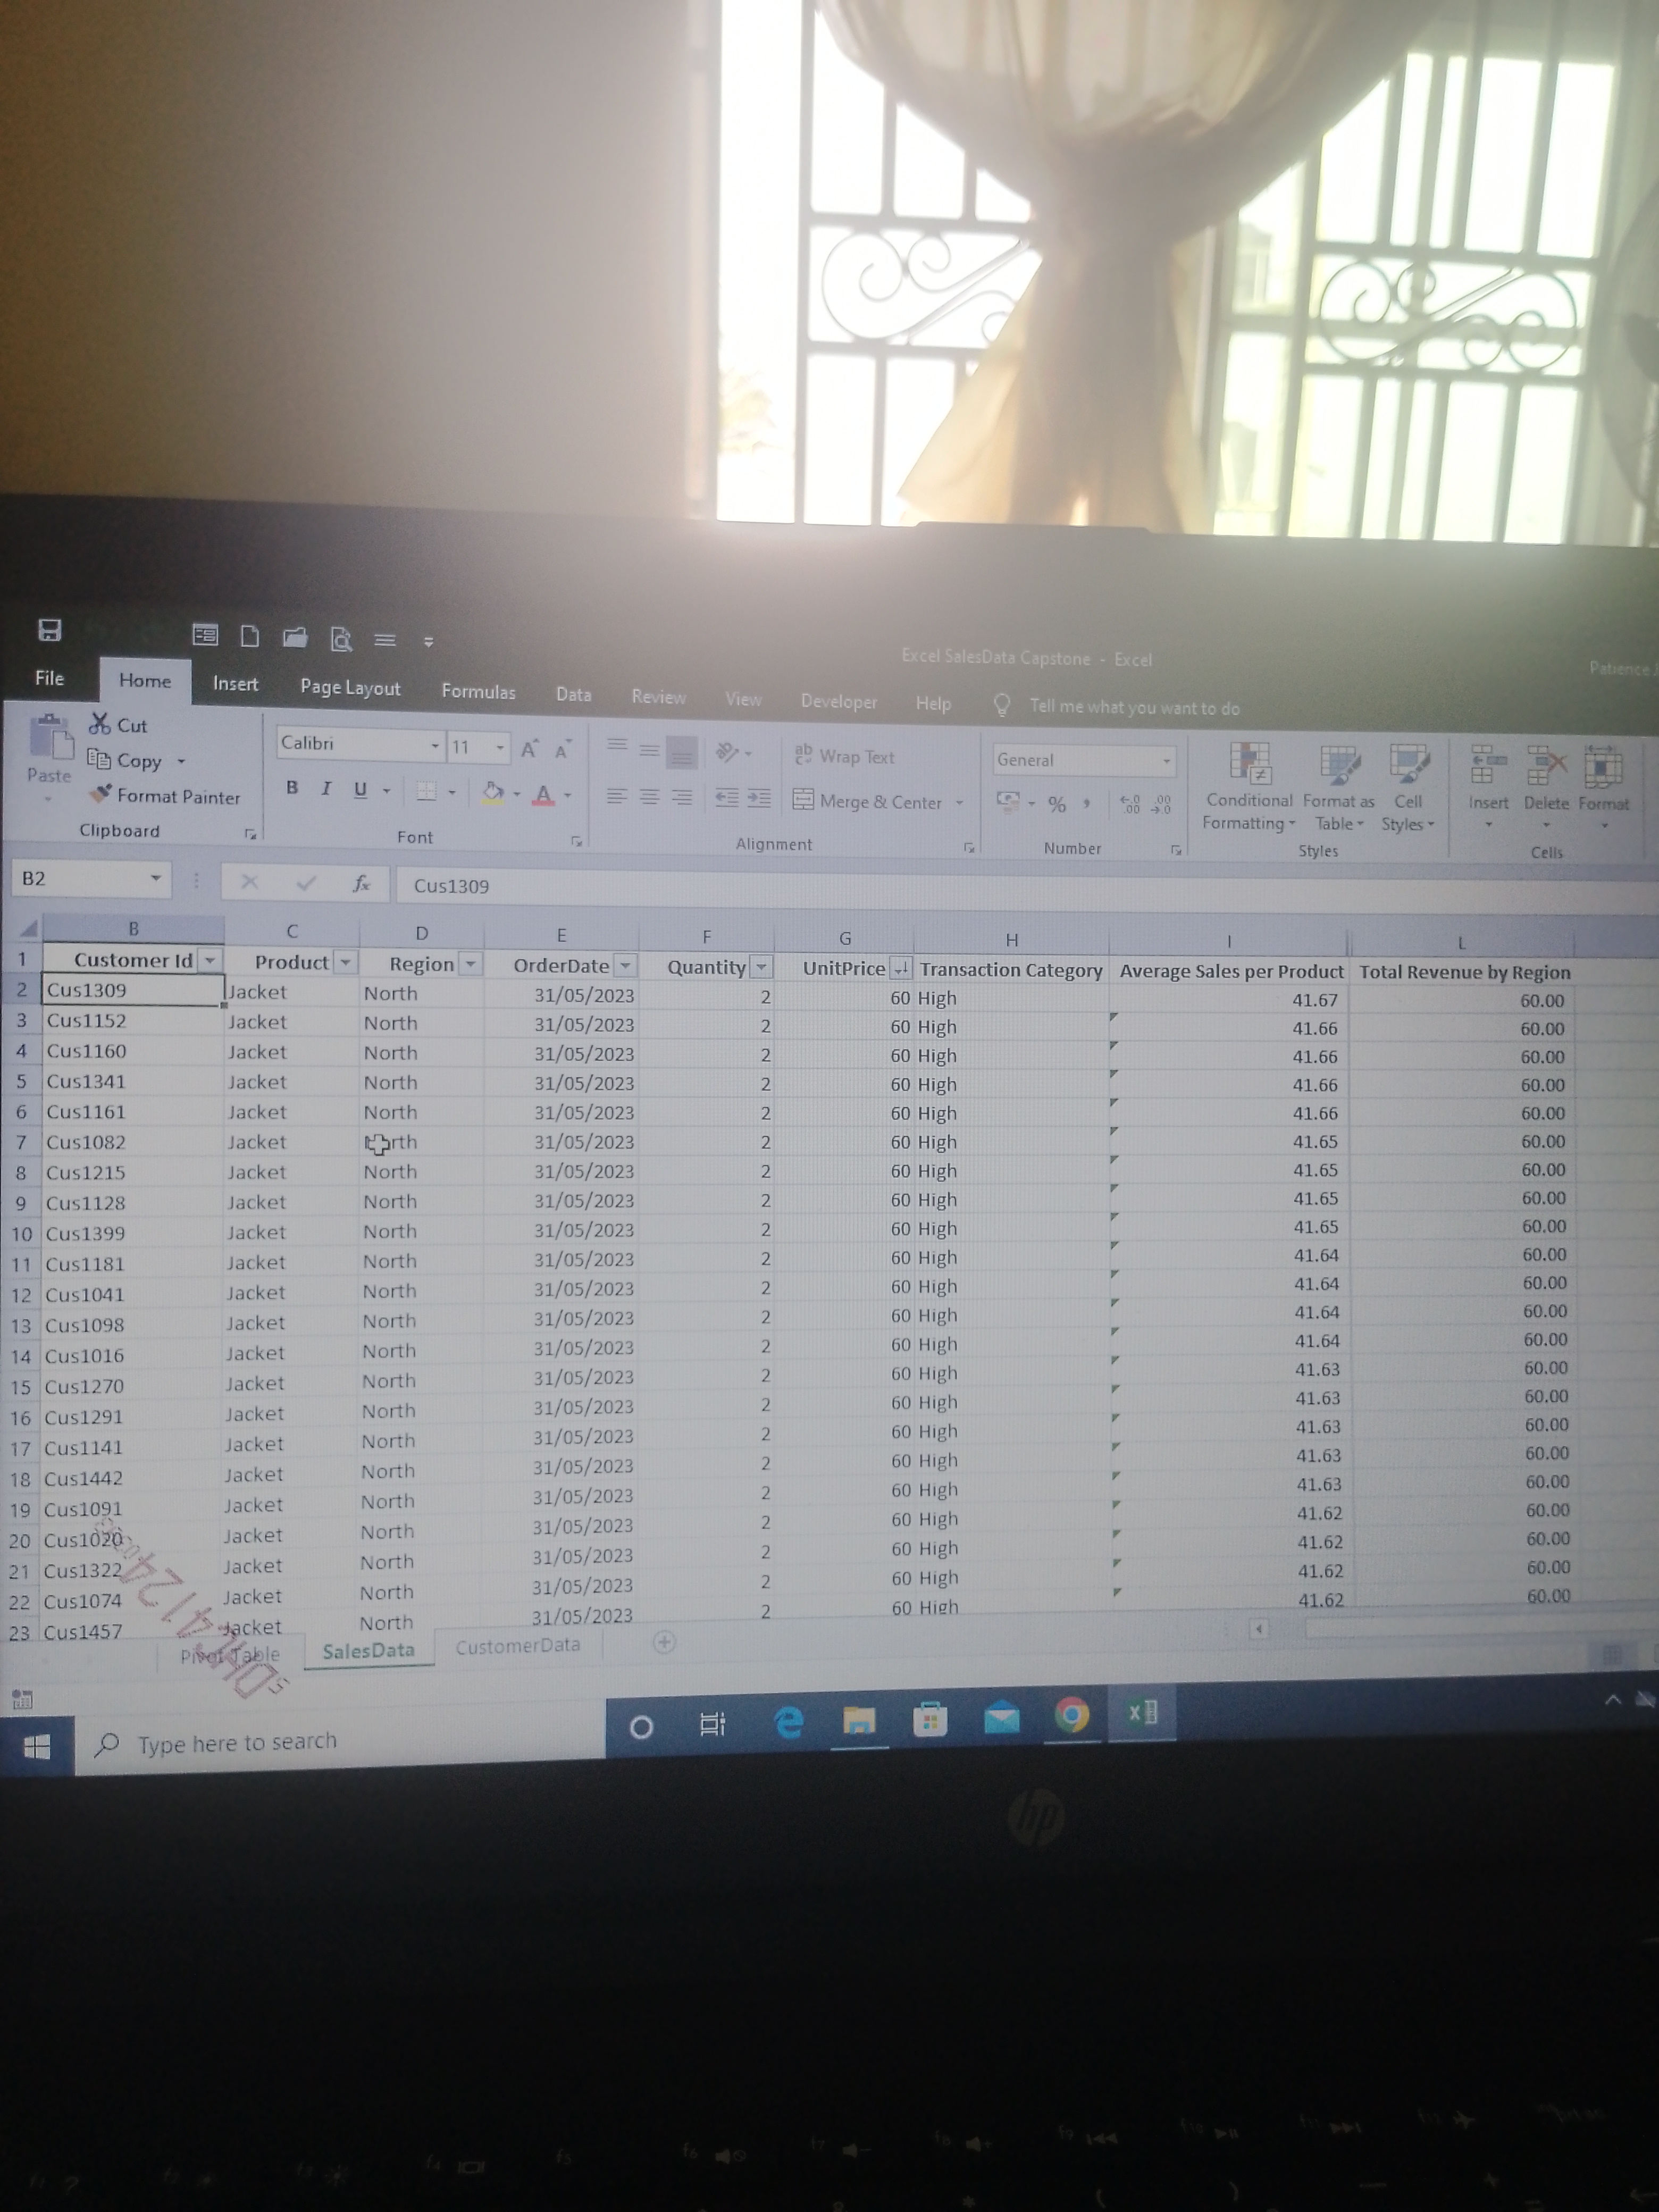 Excel SalesData Capstone - Excel
Patience
File Home Insert Page Layout Formulas Data Review View Developer Help Tell me what you want to do
Cut
Copy
Format Painter
Paste
Calibri 11
B I U
Wrap Text
Merge & Center
General
Conditional Formatting
Format as Table
Cell Styles
Insert Delete Format
Clipboard Font Alignment Number Styles Cells
B2 fx Cus1309
B C D E F G H I L
1 Customer Id Product Region OrderDate Quantity UnitPrice Transaction Category Average Sales per Product Total Revenue by Region
2 Cus1309 Jacket North 31/05/2023 2 60 High 41.67 60.00
3 Cus1152 Jacket North 31/05/2023 2 60 High 41.66 60.00
4 Cus1160 Jacket North 31/05/2023 2 60 High 41.66 60.00
5 Cus1341 Jacket North 31/05/2023 2 60 High 41.66 60.00
6 Cus1161 Jacket North 31/05/2023 2 60 High 41.66 60.00
7 Cus1082 Jacket North 31/05/2023 2 60 High 41.65 60.00
8 Cus1215 Jacket North 31/05/2023 2 60 High 41.65 60.00
9 Cus1128 Jacket North 31/05/2023 2 60 High 41.65 60.00
10 Cus1399 Jacket North 31/05/2023 2 60 High 41.65 60.00
11 Cus1181 Jacket North 31/05/2023 2 60 High 41.64 60.00
12 Cus1041 Jacket North 31/05/2023 2 60 High 41.64 60.00
13 Cus1098 Jacket North 31/05/2023 2 60 High 41.64 60.00
14 Cus1016 Jacket North 31/05/2023 2 60 High 41.64 60.00
15 Cus1270 Jacket North 31/05/2023 2 60 High 41.63 60.00
16 Cus1291 Jacket North 31/05/2023 2 60 High 41.63 60.00
17 Cus1141 Jacket North 31/05/2023 2 60 High 41.63 60.00
18 Cus1442 Jacket North 31/05/2023 2 60 High 41.63 60.00
19 Cus1091 Jacket North 31/05/2023 2 60 High 41.63 60.00
20 Cus1020 Jacket North 31/05/2023 2 60 High 41.62 60.00
21 Cus1322 Jacket North 31/05/2023 2 60 High 41.62 60.00
22 Cus1074 Jacket North 31/05/2023 2 60 High 41.62 60.00
23 Cus1457 Jacket North 31/05/2023 2 60 High 41.62 60.00
Pivot Table SalesData CustomerData
Type here to search
hp